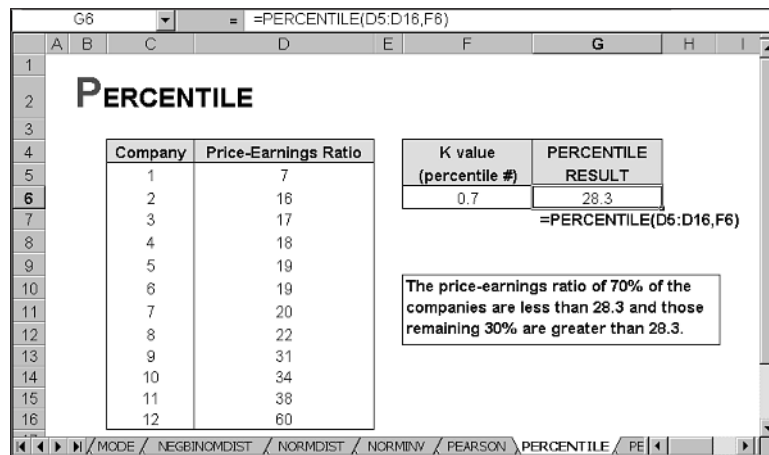 G6 = =PERCENTILE(D5:D16,F6)
A B C D E F G H I
1
2 PERCENTILE
3
4 Company Price-Earnings Ratio K value PERCENTILE
5 1 7 (percentile #) RESULT
6 2 16 0.7 28.3
7 3 17 =PERCENTILE(D5:D16,F6)
8 4 18
9 5 19
10 6 19 The price-earnings ratio of 70% of the
11 7 20 companies are less than 28.3 and those
12 8 22 remaining 30% are greater than 28.3.
13 9 31
14 10 34
15 11 38
16 12 60
MODE NEGBINOMDIST NORMDIST NORMINV PEARSON PERCENTILE PE